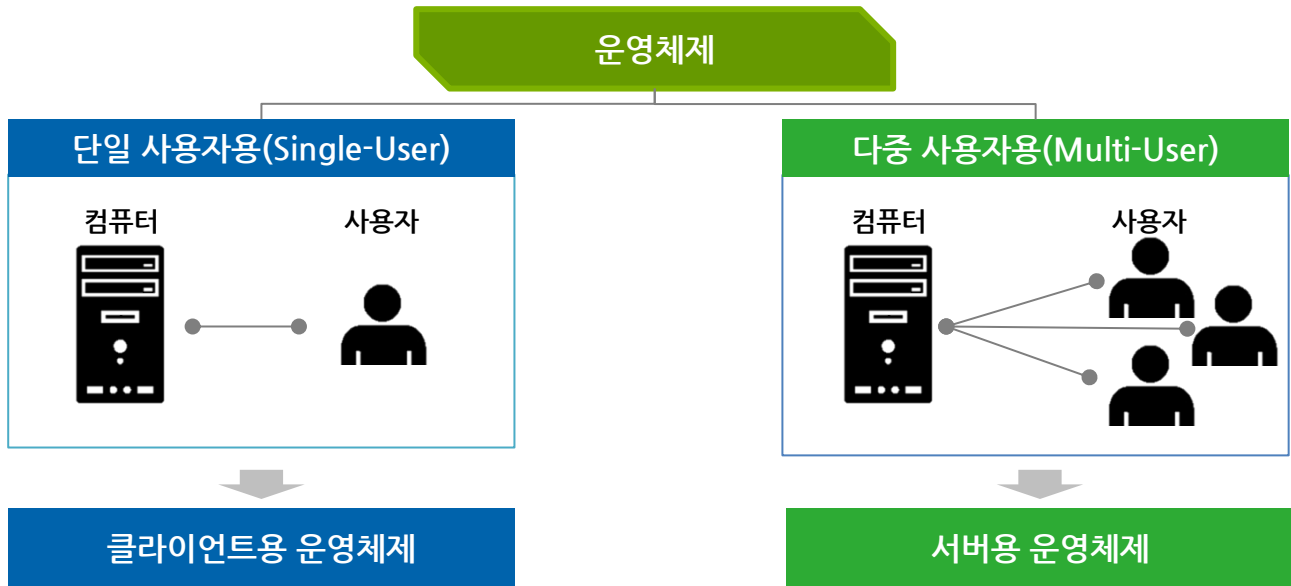 운영체제
단일 사용자용(Single-User)
컴퓨터
사용자
클라이언트용 운영체제
다중 사용자용(Multi-User)
컴퓨터
사용자
서버용 운영체제